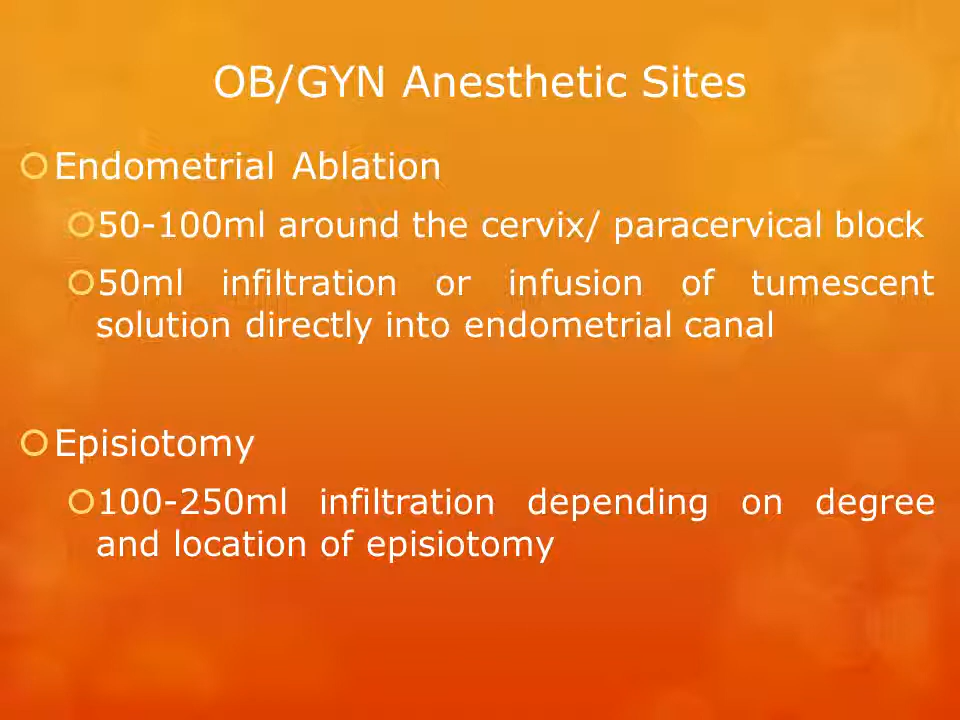 OB/GYN Anesthetic Sites
Endometrial Ablation
50-100ml around the cervix/ paracervical block
50ml infiltration or infusion of tumescent
solution directly into endometrial canal
Episiotomy
100-250ml infiltration depending on degree
and location of episiotomy